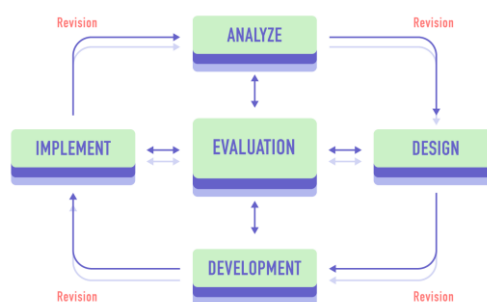 Revision
Revision
ANALYZE
IMPLEMENT
EVALUATION
DESIGN
DEVELOPMENT
Revision
Revision